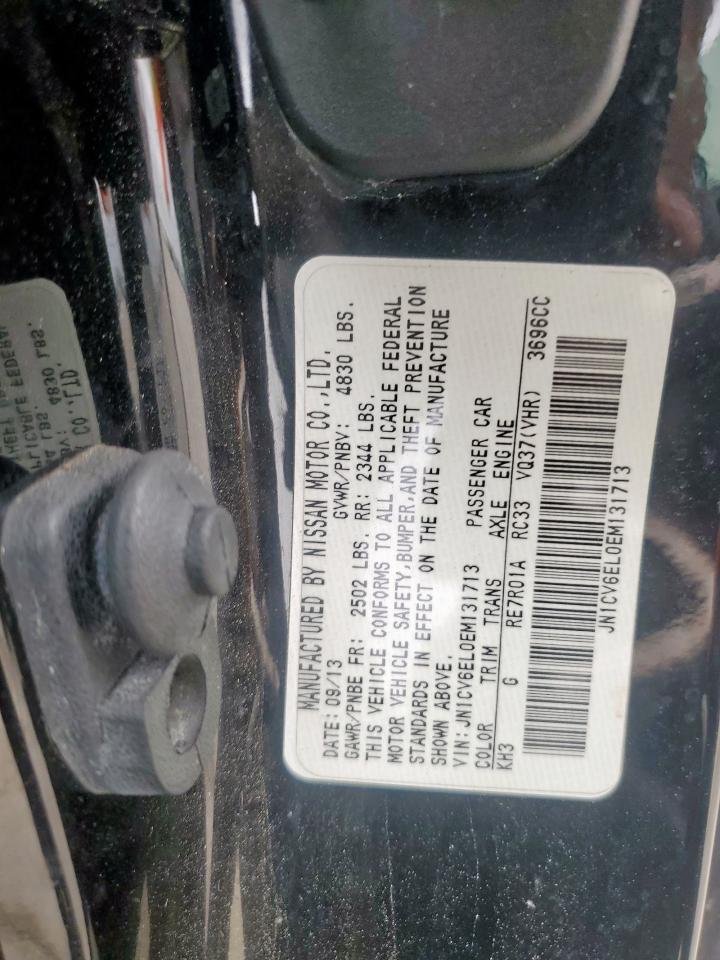 MANUFACTURED BY NISSAN MOTOR CO.,LTD.
DATE: 09/13 GVWR/PNBV: 4830 LBS.
GAWR/PNBE FR: 2502 LBS. RR: 2344 LBS.
THIS VEHICLE CONFORMS TO ALL APPLICABLE FEDERAL
MOTOR VEHICLE SAFETY,BUMPER,AND THEFT PREVENTION
STANDARDS IN EFFECT ON THE DATE OF MANUFACTURE
SHOWN ABOVE.
VIN:JN1CV6EL0EM131713 PASSENGER CAR
COLOR TRIM TRANS AXLE ENGINE
KH3 G RE7R01A RC33 VQ37(VHR) 3696CC
JN1CV6EL0EM131713